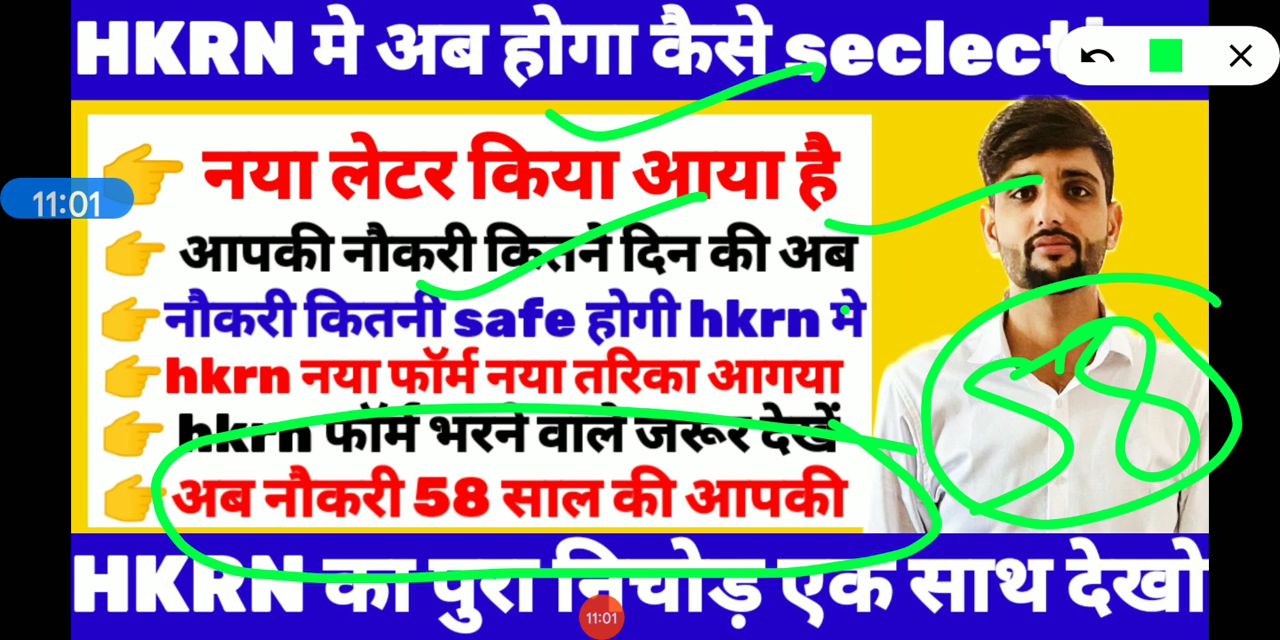 HKRN मे अब होगा कैसे seclect
नया लेटर किया आया है
11:01
आपकी नौकरी कितने दिन की अब
नौकरी कितनी safe होगी hkrn मे
hkrn नया फॉर्म नया तरिका आगया
hkrn फॉर्म भरने वाले जरूर देखें
58
अब नौकरी 58 साल की आपकी
HKRN का पुरा निचोड़ एक साथ देखो
11:01